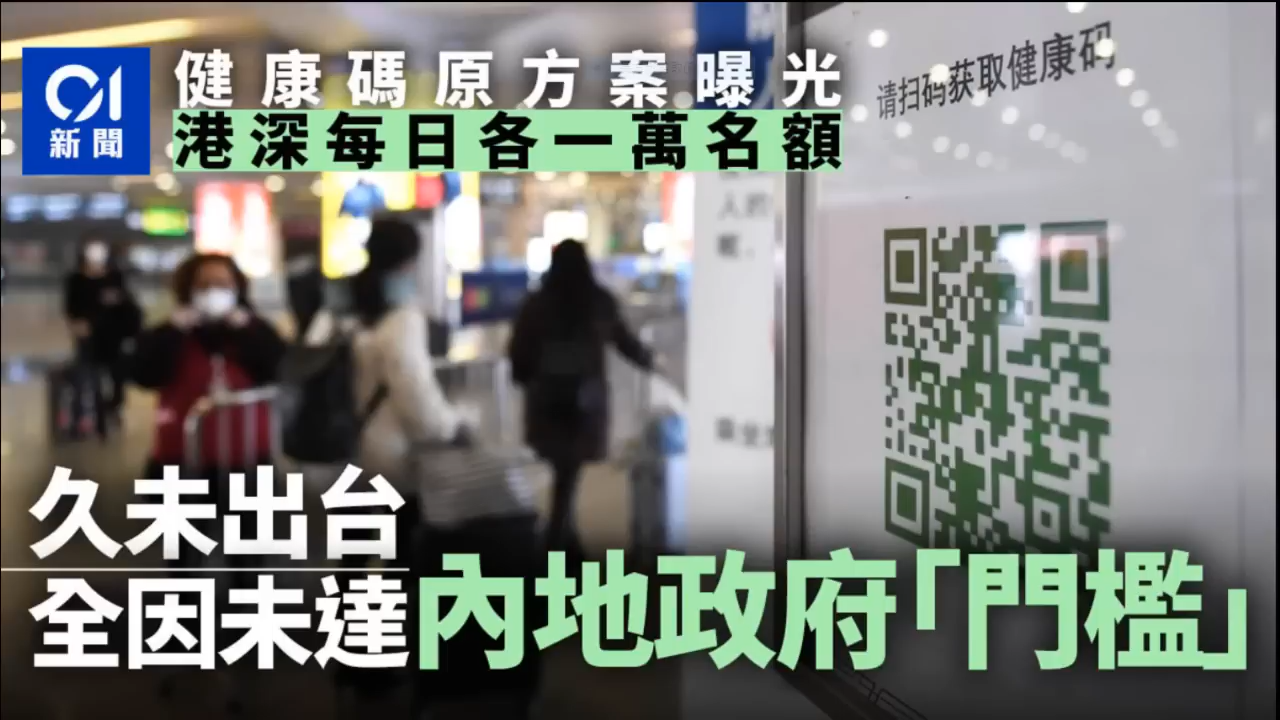 01
新聞
健康碼原方案曝光
港深每日各一萬名額
请扫码获取健康码
人的
久未出台
全因未達內地政府「門檻」